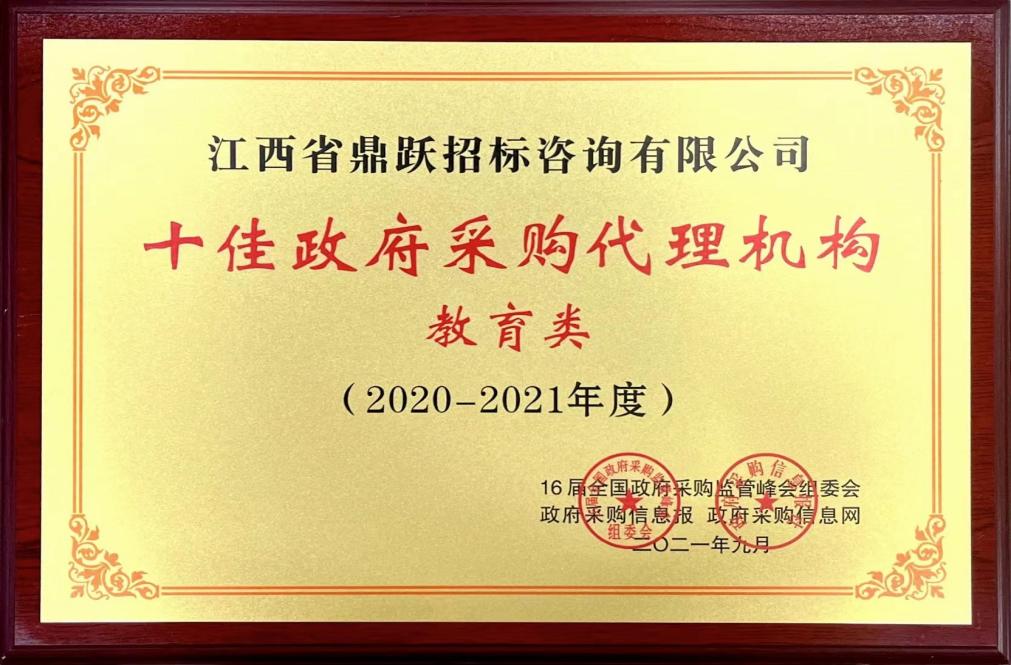 江西省鼎跃招标咨询有限公司
十佳政府采购代理机构
教育类
（2020-2021年度）
16届全国政府采购监管峰会组委会
政府采购信息报 政府采购信息网
二〇二一年九月
组委会